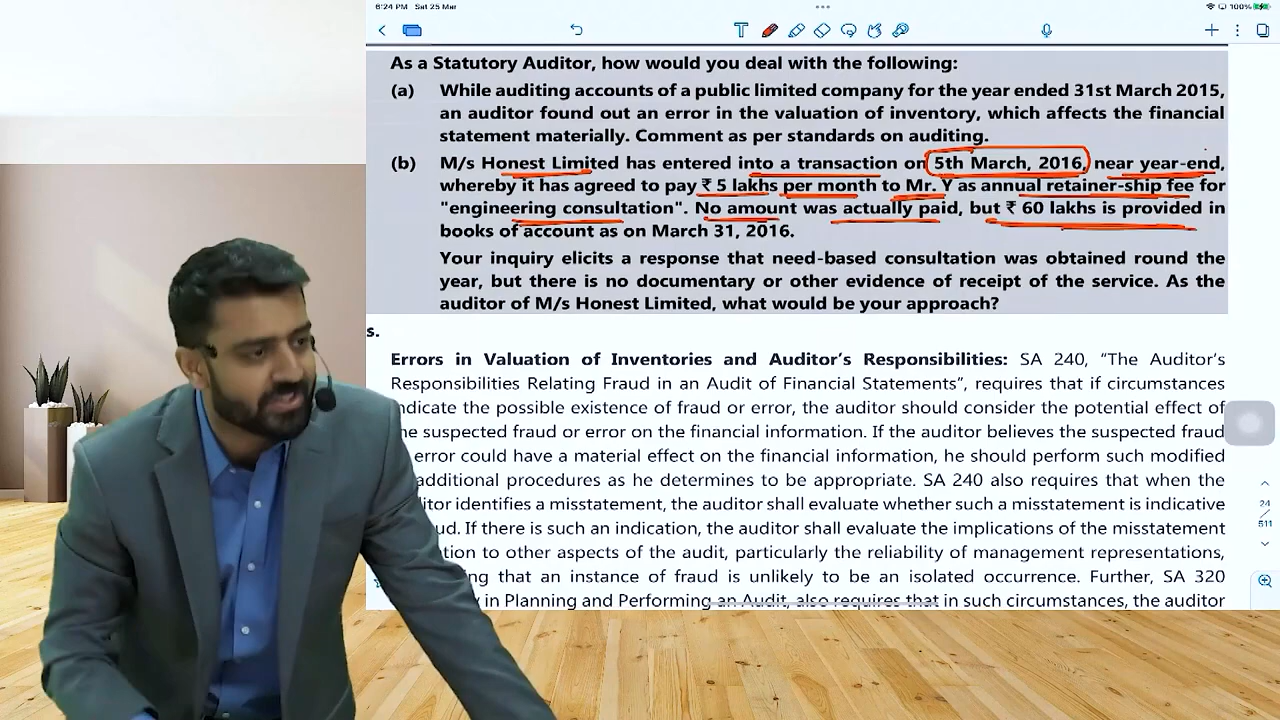 6:24 PM Sat 25 Mar
100%
As a Statutory Auditor, how would you deal with the following:
(a) While auditing accounts of a public limited company for the year ended 31st March 2015,
an auditor found out an error in the valuation of inventory, which affects the financial
statement materially. Comment as per standards on auditing.
(b) M/s Honest Limited has entered into a transaction on 5th March, 2016, near year-end,
whereby it has agreed to pay ₹ 5 lakhs per month to Mr. Y as annual retainer-ship fee for
"engineering consultation". No amount was actually paid, but ₹ 60 lakhs is provided in
books of account as on March 31, 2016.
Your inquiry elicits a response that need-based consultation was obtained round the
year, but there is no documentary or other evidence of receipt of the service. As the
auditor of M/s Honest Limited, what would be your approach?
s.
Errors in Valuation of Inventories and Auditor's Responsibilities: SA 240, "The Auditor's
Responsibilities Relating Fraud in an Audit of Financial Statements", requires that if circumstances
indicate the possible existence of fraud or error, the auditor should consider the potential effect of
the suspected fraud or error on the financial information. If the auditor believes the suspected fraud
error could have a material effect on the financial information, he should perform such modified
additional procedures as he determines to be appropriate. SA 240 also requires that when the
identifies a misstatement, the auditor shall evaluate whether such a misstatement is indicative
If there is such an indication, the auditor shall evaluate the implications of the misstatement
to other aspects of the audit, particularly the reliability of management representations,
that an instance of fraud is unlikely to be an isolated occurrence. Further, SA 320
in Planning and Performing an Audit, also requires that in such circumstances, the auditor
24
511